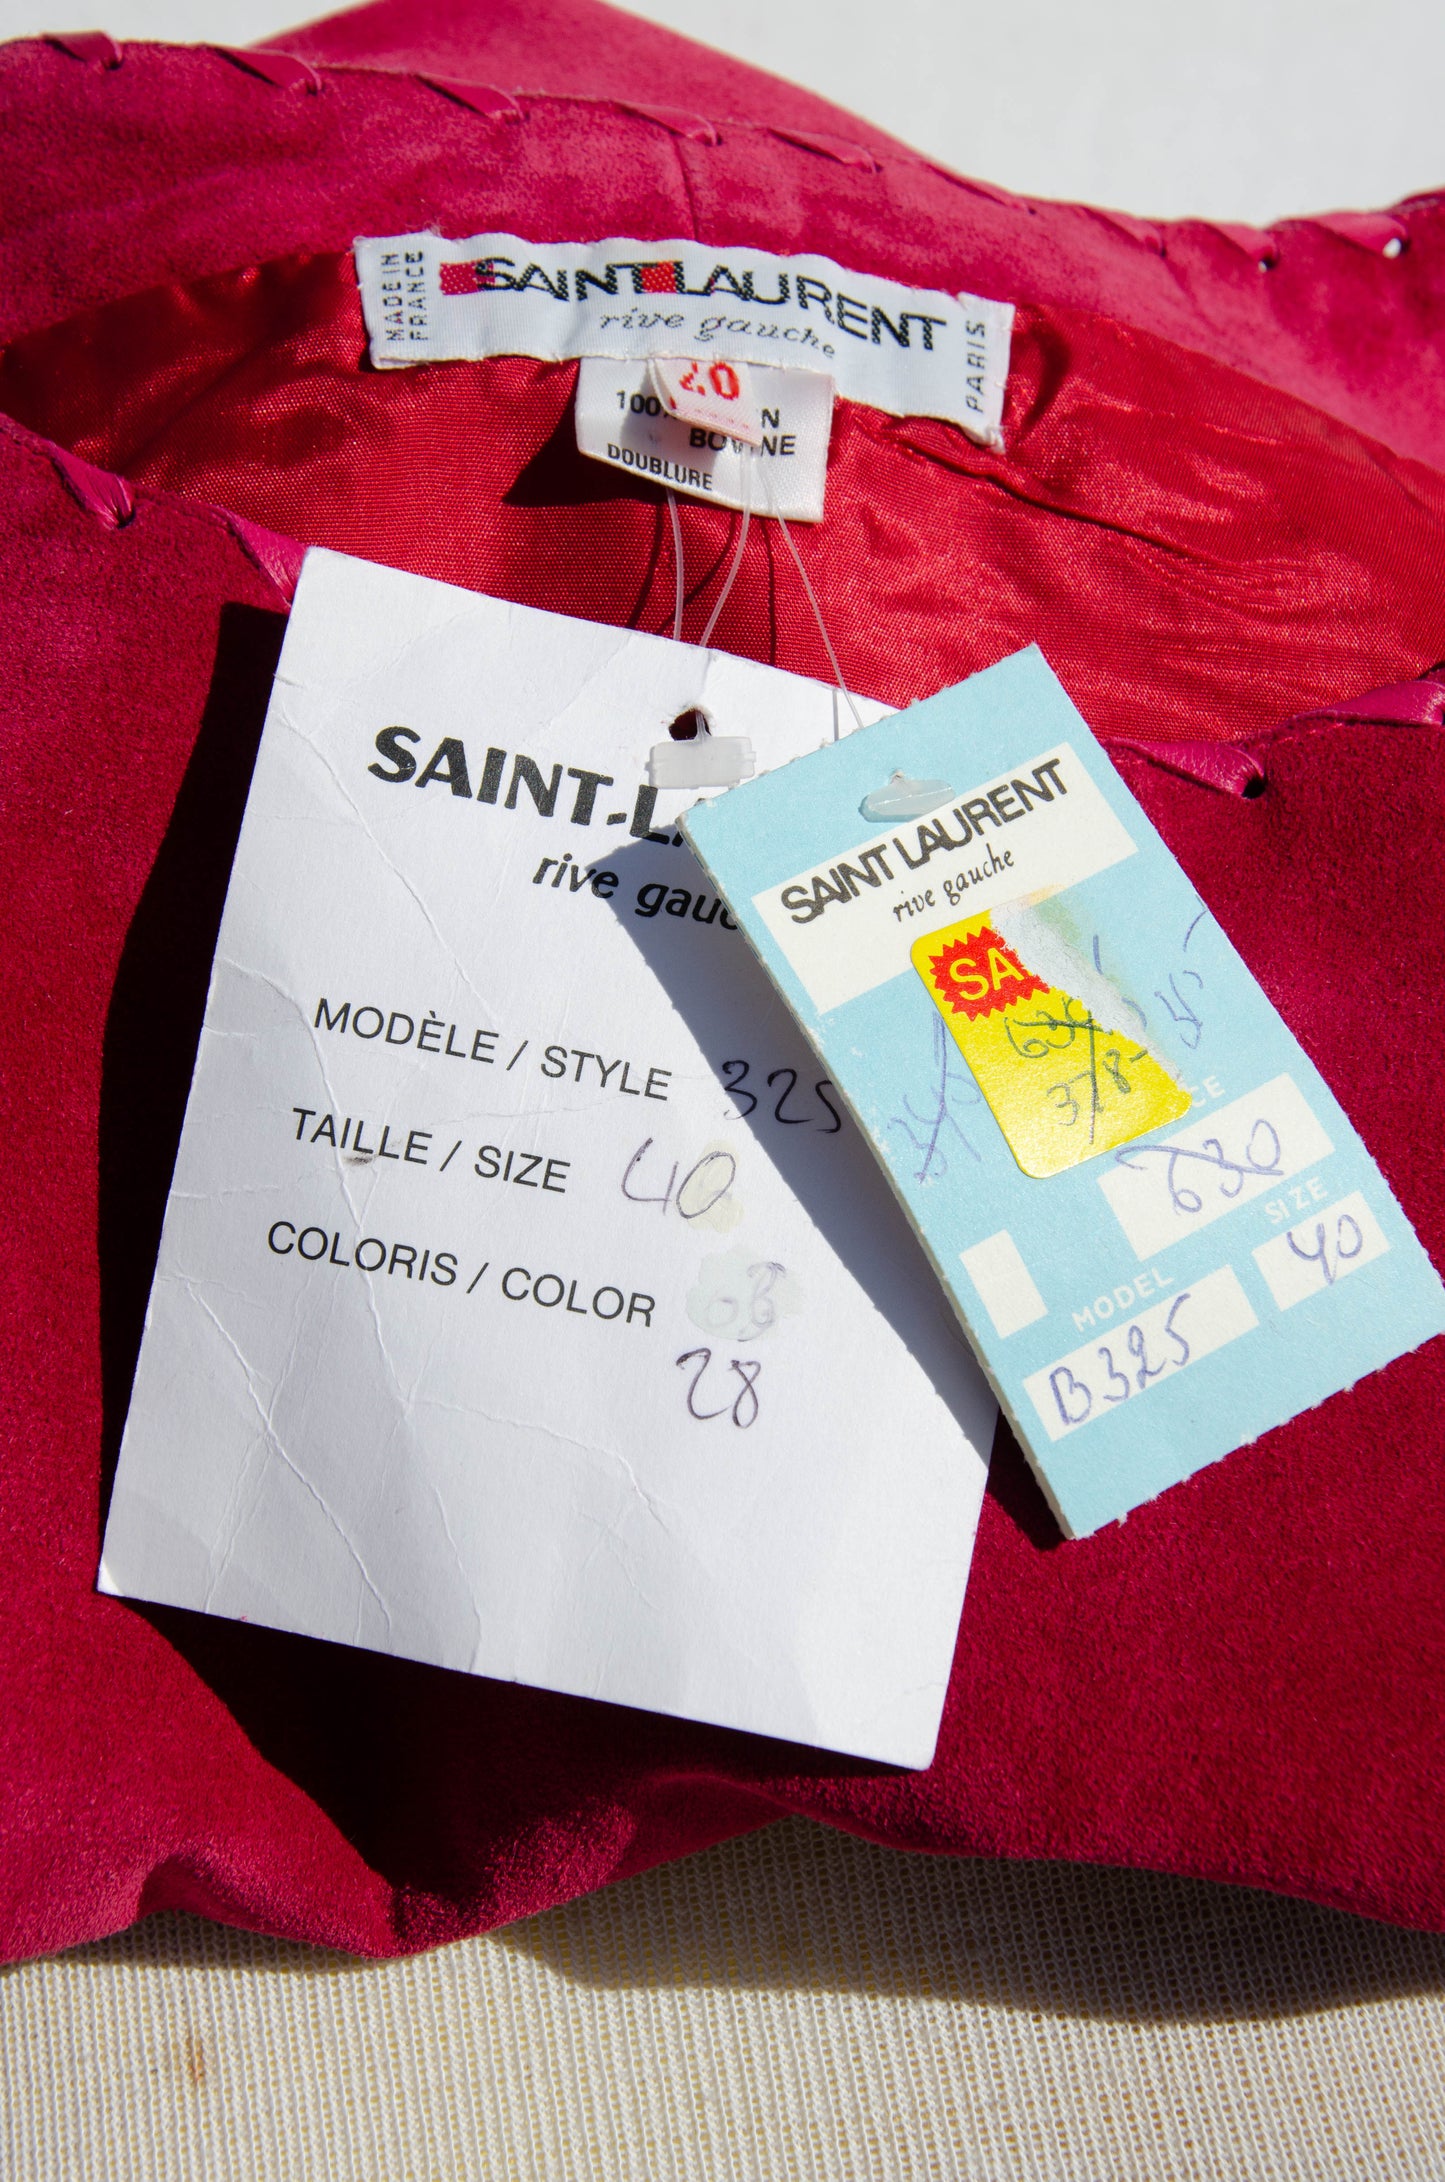 MADE IN
FRANCE
SAINT LAURENT
rive gauche
PARIS
40
100%
BOVINE
DOUBLURE
SAINT-L
rive gauc
MODÈLE / STYLE 325
TAILLE / SIZE 40
COLORIS / COLOR
28
SAINT LAURENT
rive gauche
SA
630
378
630
SIZE
40
MODEL
B325